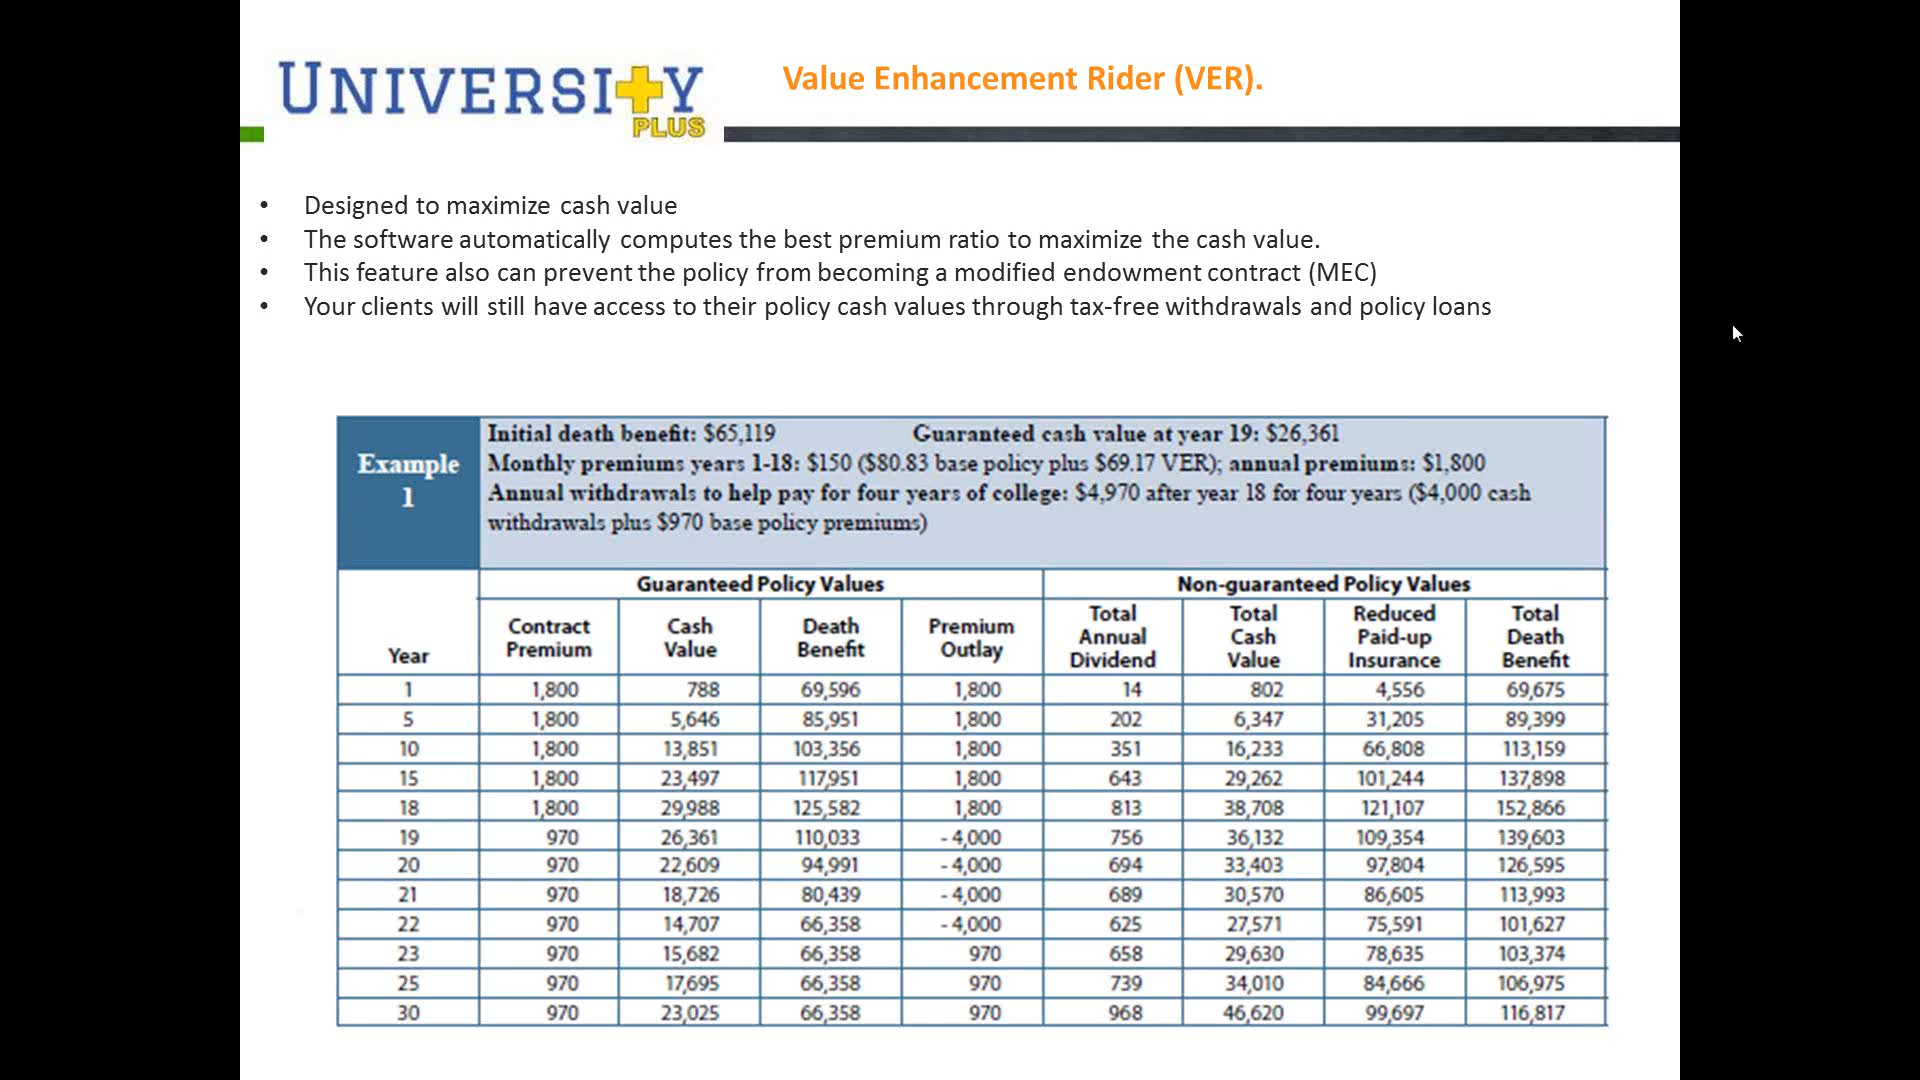 UNIVERSITY
PLUS
Value Enhancement Rider (VER).
• Designed to maximize cash value
• The software automatically computes the best premium ratio to maximize the cash value.
• This feature also can prevent the policy from becoming a modified endowment contract (MEC)
• Your clients will still have access to their policy cash values through tax-free withdrawals and policy loans
Example 1
Initial death benefit: $65,119 Guaranteed cash value at year 19: $26,361
Monthly premiums years 1-18: $150 ($80.83 base policy plus $69.17 VER); annual premiums: $1,800
Annual withdrawals to help pay for four years of college: $4,970 after year 18 for four years ($4,000 cash
withdrawals plus $970 base policy premiums)
Guaranteed Policy Values Non-guaranteed Policy Values
Year Contract Premium Cash Value Death Benefit Premium Outlay Total Annual Dividend Total Cash Value Reduced Paid-up Insurance Total Death Benefit
1 1,800 788 69,596 1,800 14 802 4,556 69,675
5 1,800 5,646 85,951 1,800 202 6,347 31,205 89,399
10 1,800 13,851 103,356 1,800 351 16,233 66,808 113,159
15 1,800 23,497 117,951 1,800 643 29,262 101,244 137,898
18 1,800 29,988 125,582 1,800 813 38,708 121,107 152,866
19 970 26,361 110,033 - 4,000 756 36,132 109,354 139,603
20 970 22,609 94,991 - 4,000 694 33,403 97,804 126,595
21 970 18,726 80,439 - 4,000 689 30,570 86,605 113,993
22 970 14,707 66,358 - 4,000 625 27,571 75,591 101,627
23 970 15,682 66,358 970 658 29,630 78,635 103,374
25 970 17,695 66,358 970 739 34,010 84,666 106,975
30 970 23,025 66,358 970 968 46,620 99,697 116,817